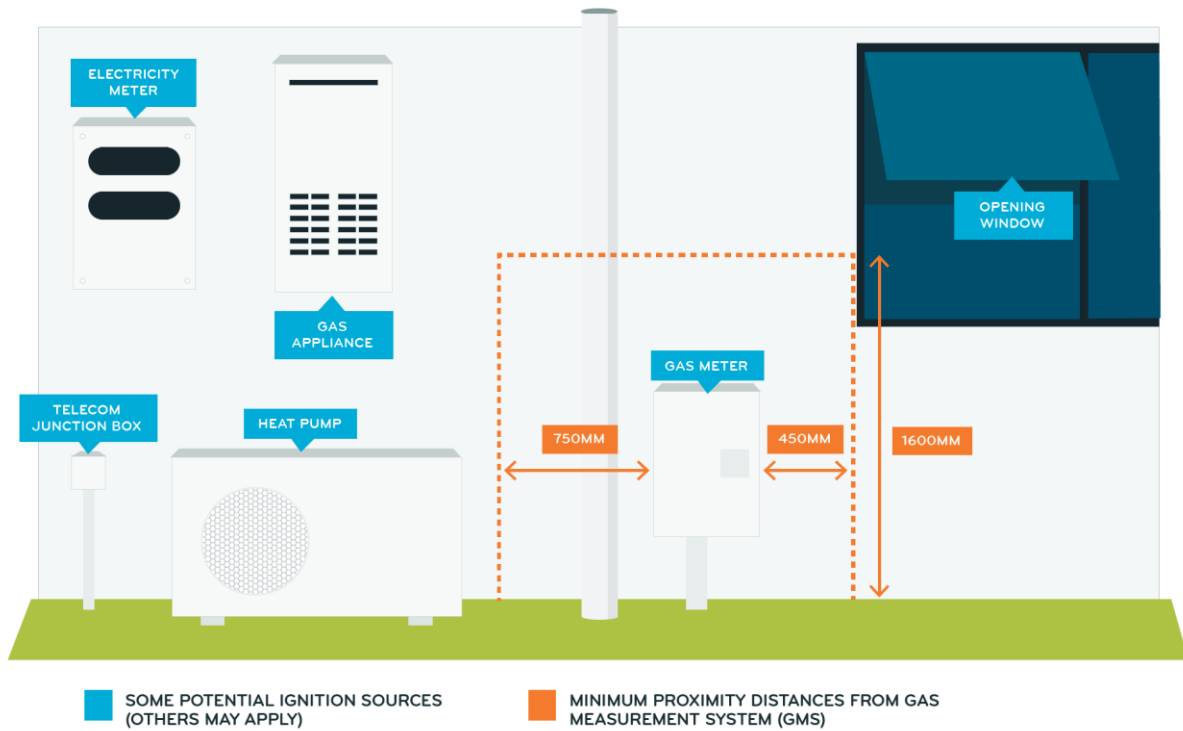 ELECTRICITY
METER
GAS
APPLIANCE
OPENING
WINDOW
GAS METER
TELECOM
JUNCTION BOX
HEAT PUMP
750MM
450MM
1600MM
SOME POTENTIAL IGNITION SOURCES
(OTHERS MAY APPLY)
MINIMUM PROXIMITY DISTANCES FROM GAS
MEASUREMENT SYSTEM (GMS)